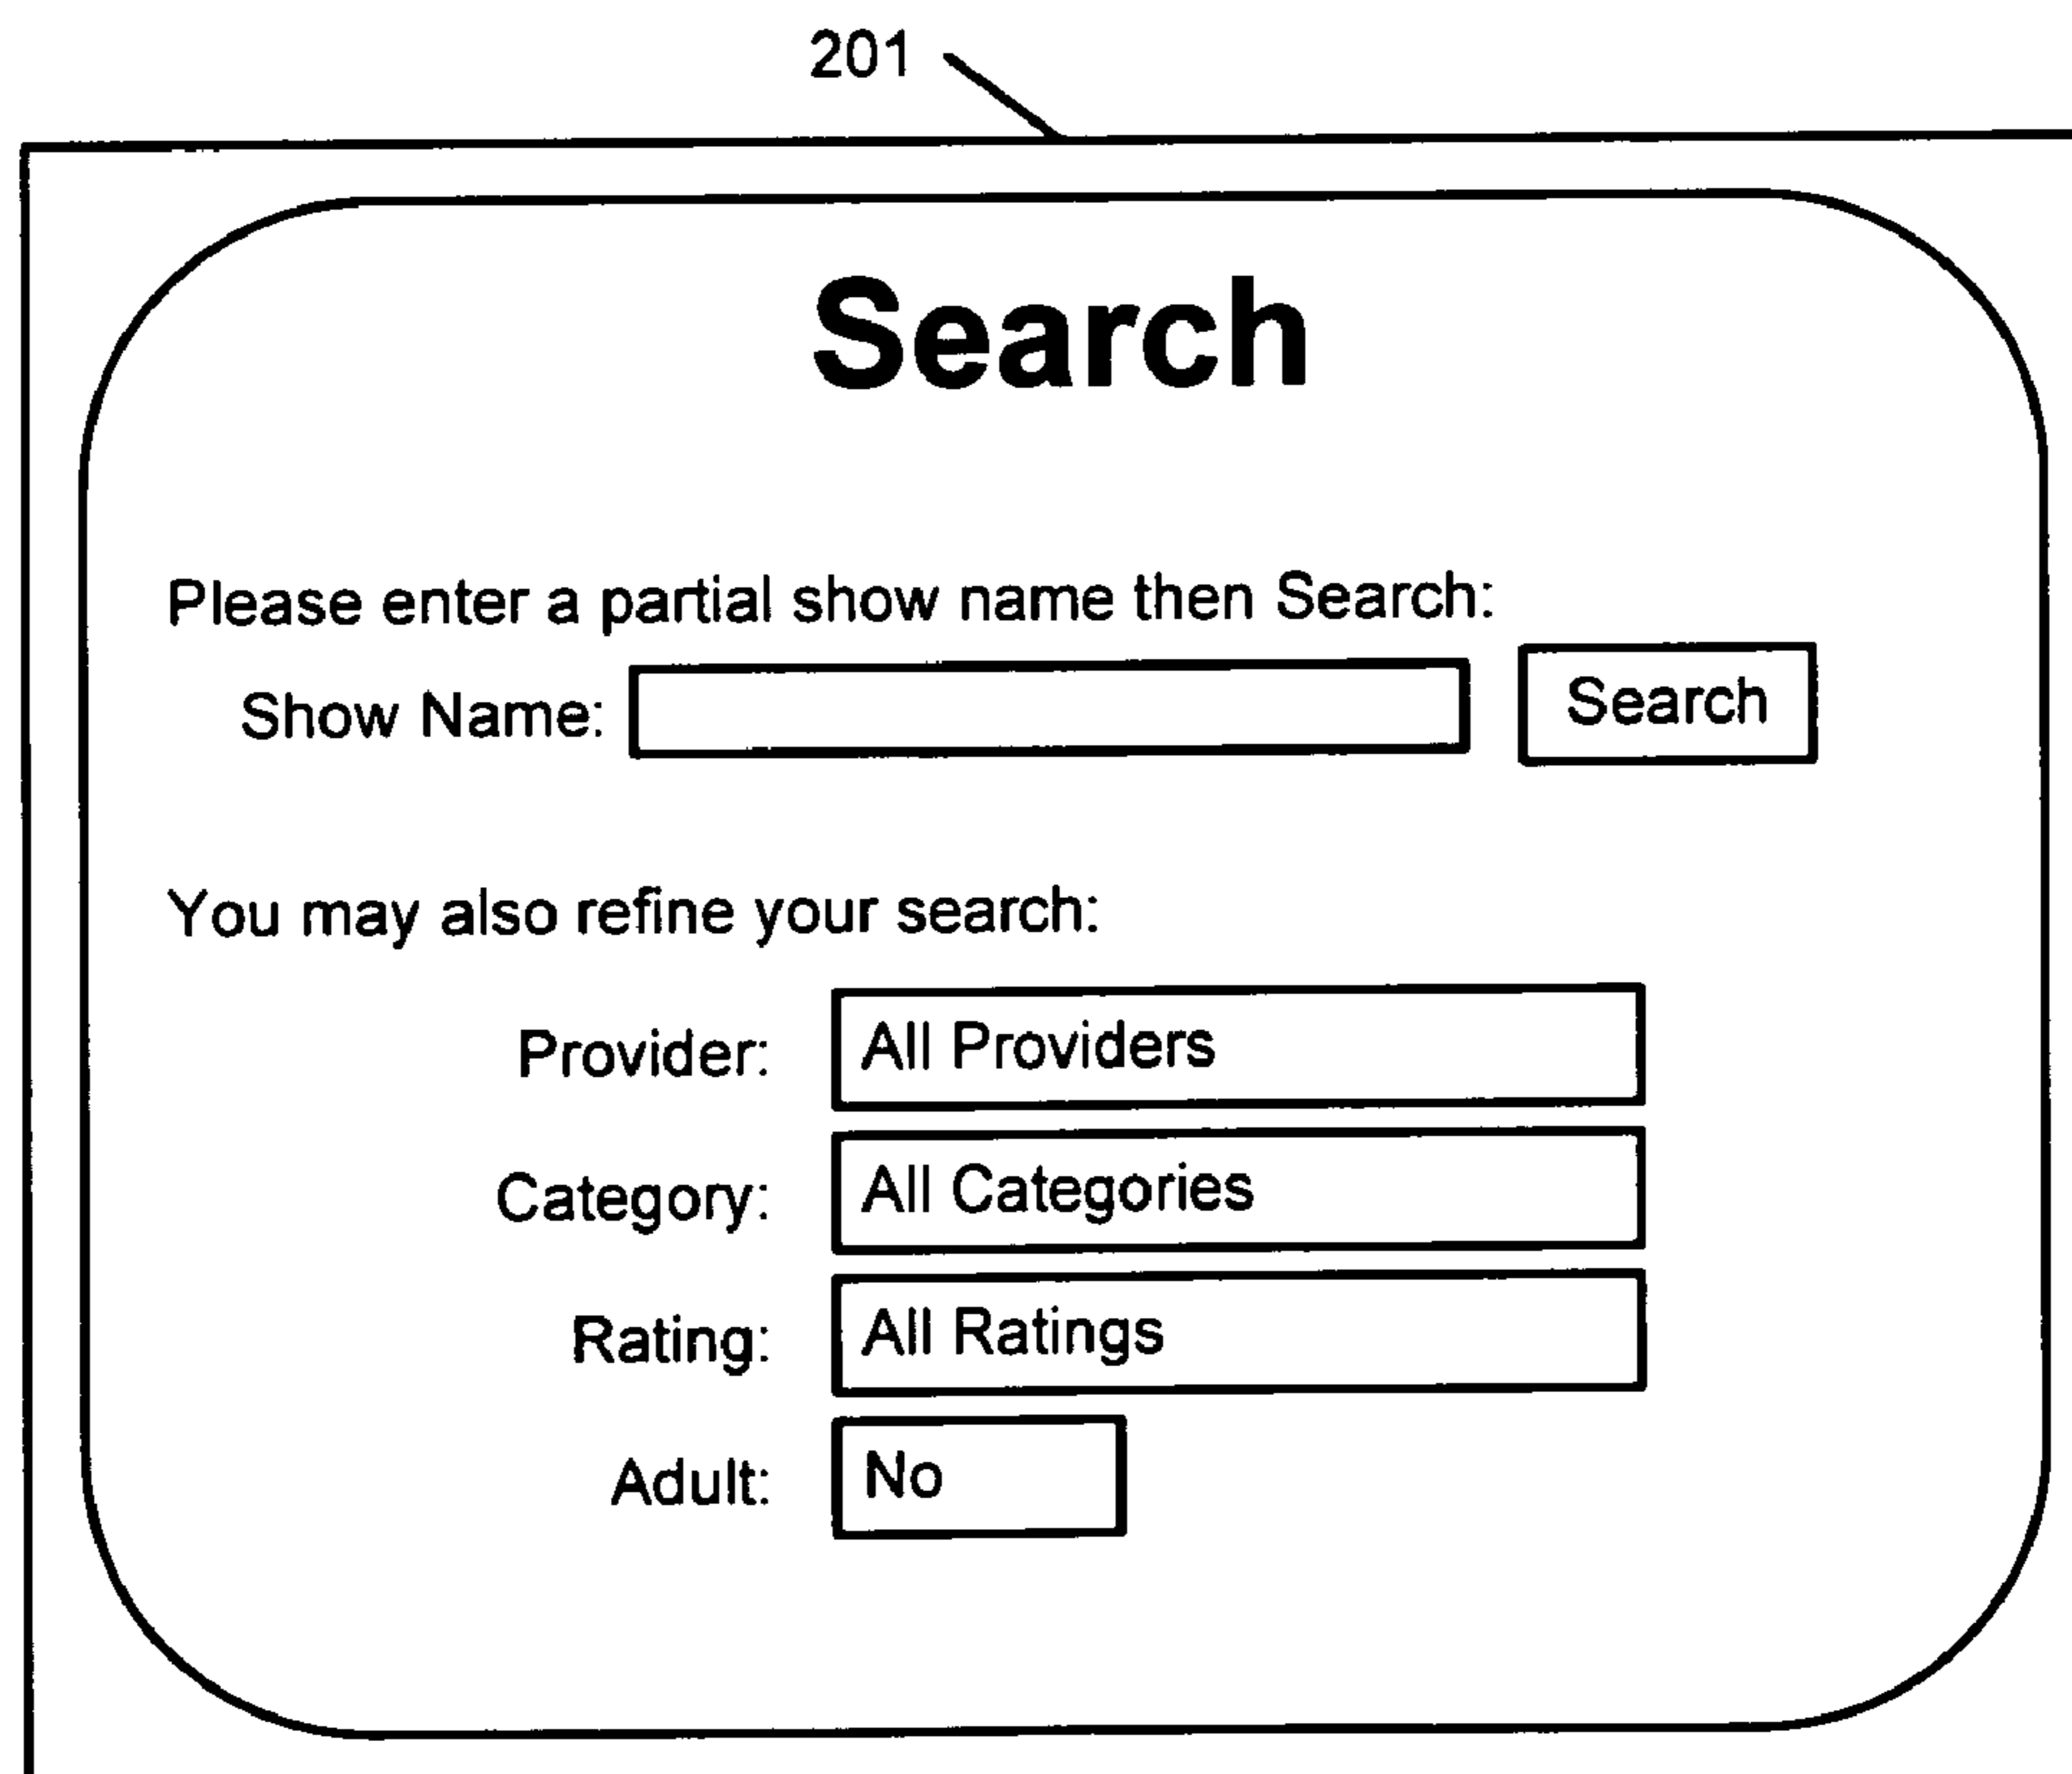 201
Search
Please enter a partial show name then Search:
Show Name: Search
You may also refine your search:
Provider: All Providers
Category: All Categories
Rating: All Ratings
Adult: No